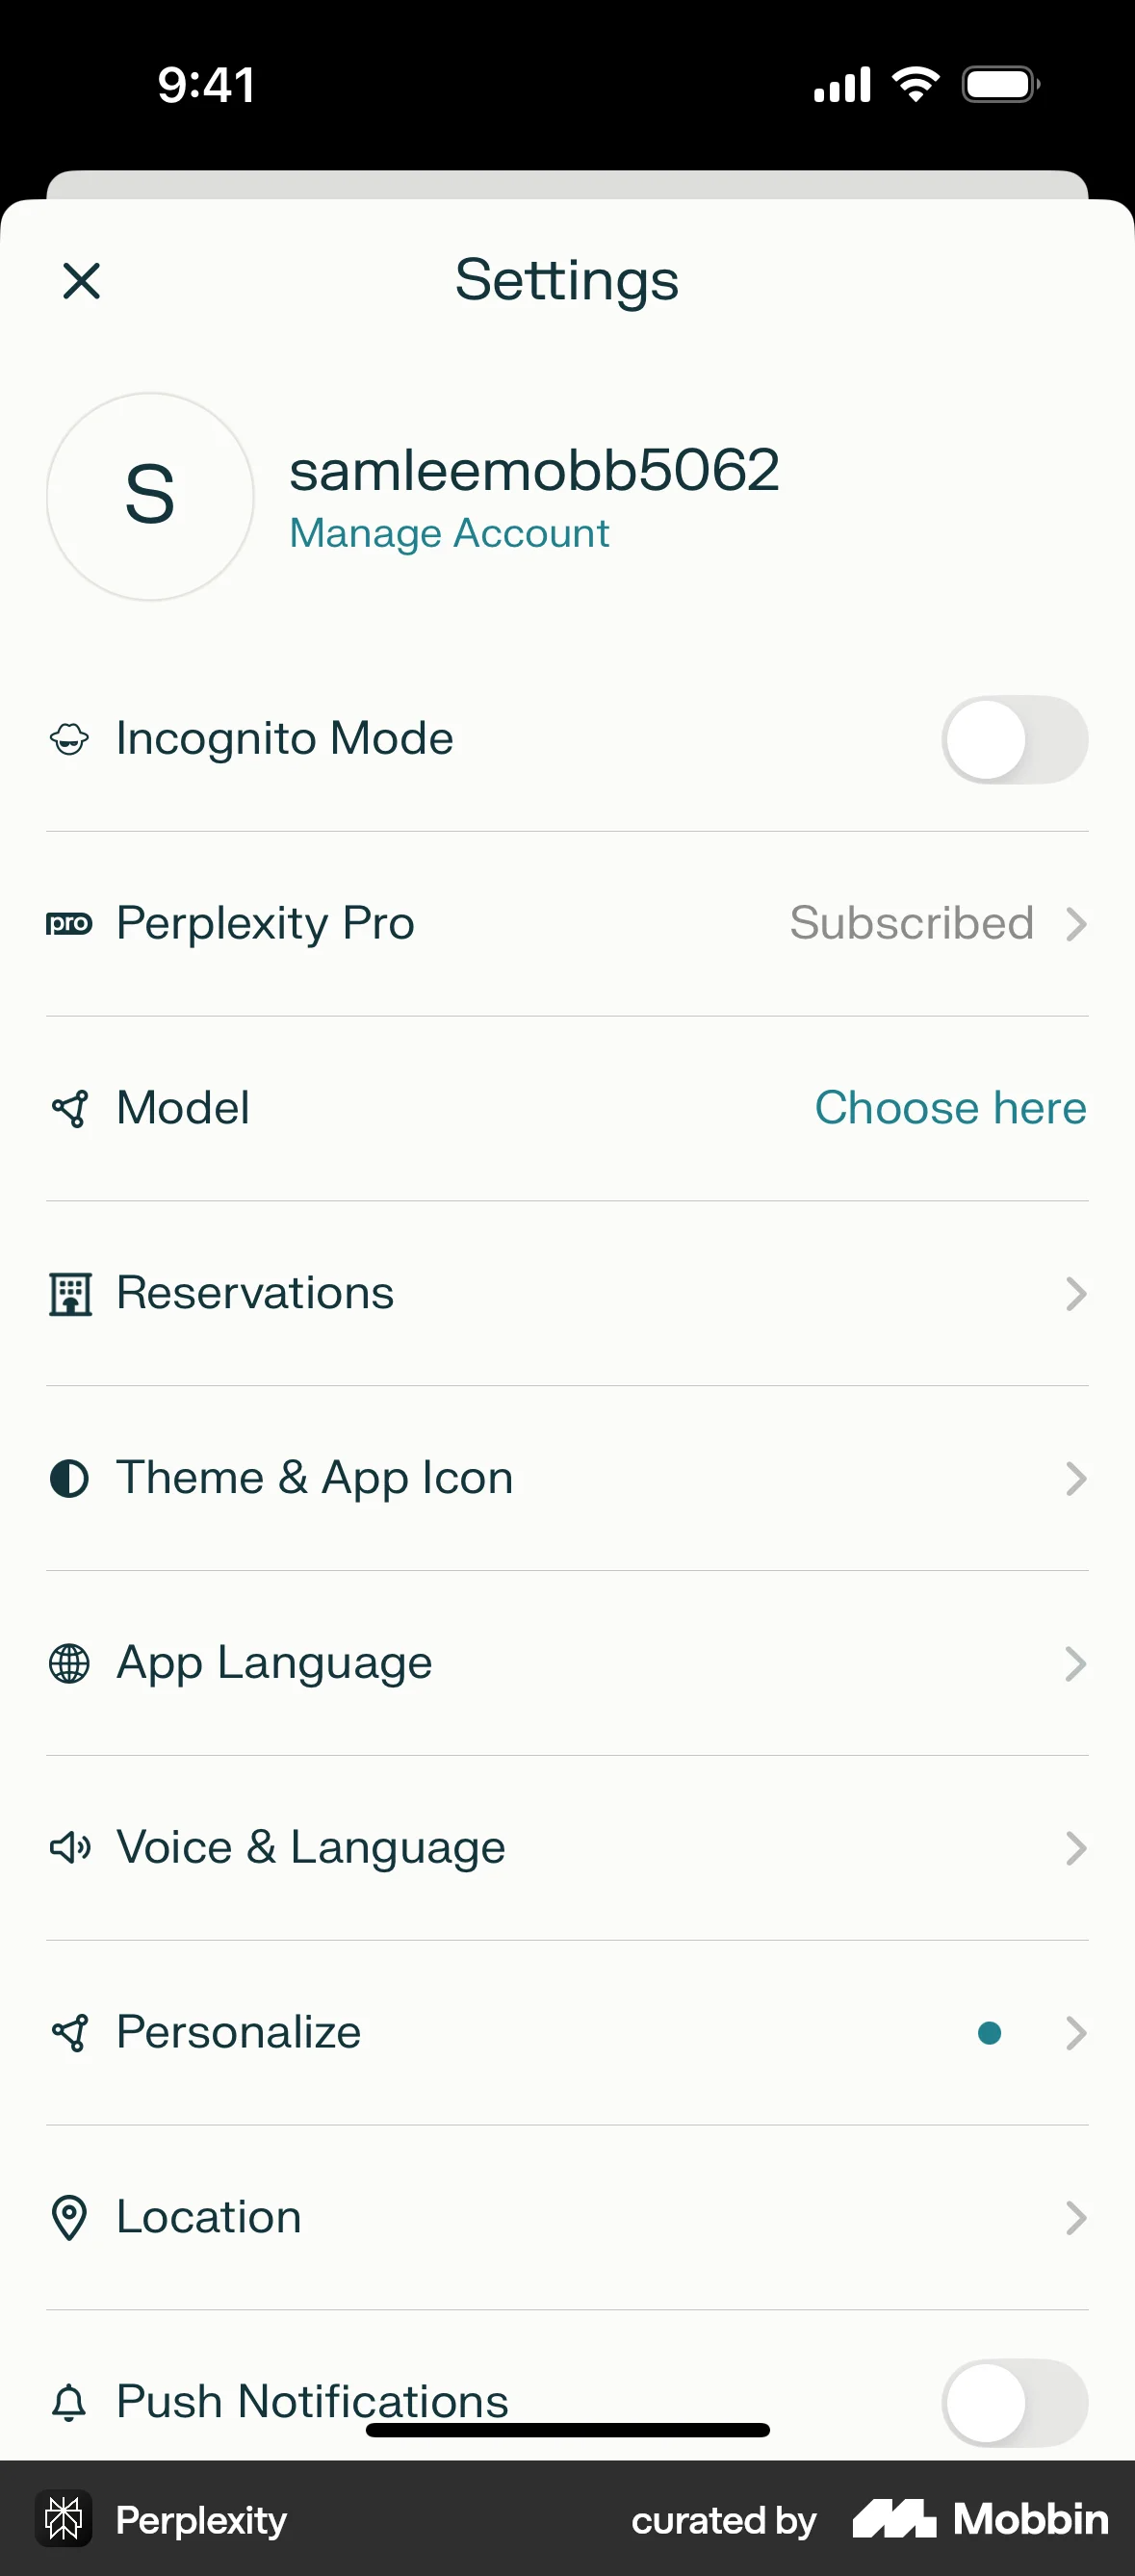 9:41
Settings
S
samleemobb5062
Manage Account
Incognito Mode
pro Perplexity Pro Subscribed
Model Choose here
Reservations
Theme & App Icon
App Language
Voice & Language
Personalize
Location
Push Notifications
Perplexity curated by Mobbin